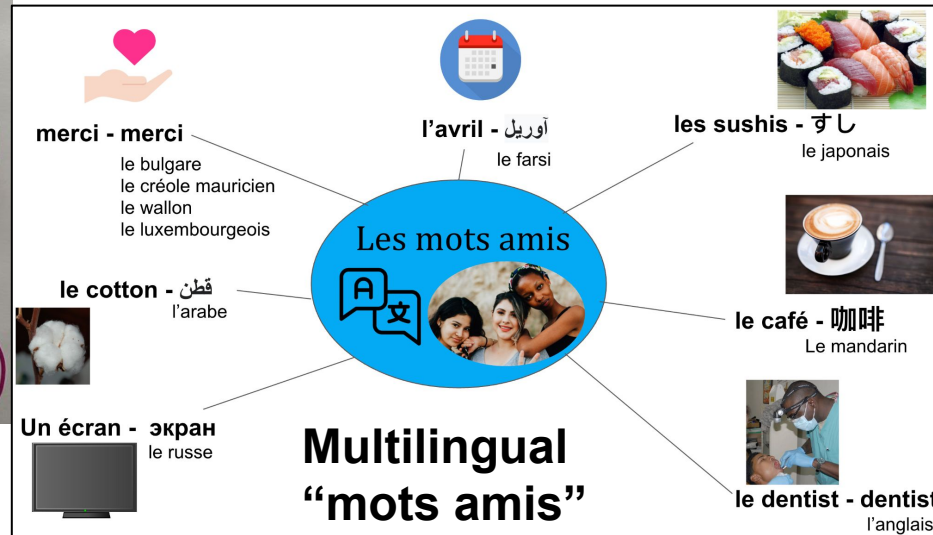 merci - merci
le bulgare
le créole mauricien
le wallon
le luxembourgeois
l’avril - آوریل
le farsi
les sushis - すし
le japonais
Les mots amis
A
文
le cotton - قطن
l’arabe
le café - 咖啡
Le mandarin
Un écran - экран
le russe
le dentist - dentist
l’anglais
Multilingual
“mots amis”